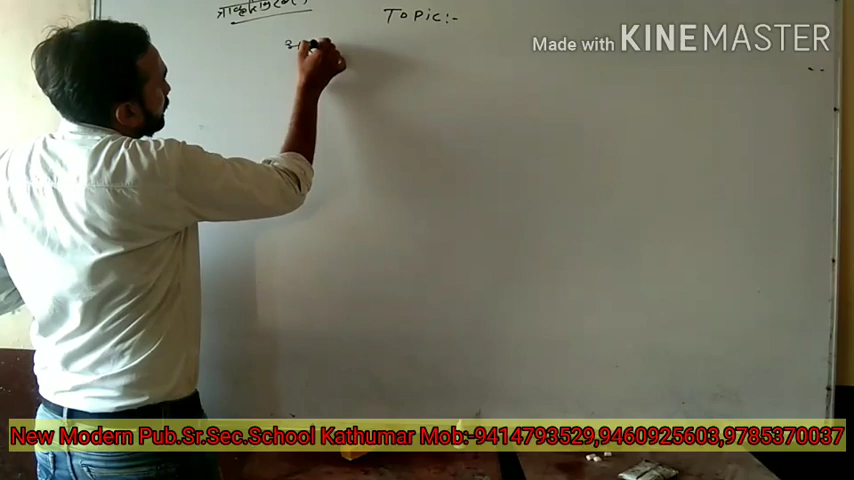 Topic:-
Made with KINEMASTER
New Modern Pub.Sr.Sec.School Kathumar Mob:-9414793529,9460925603,9785370037